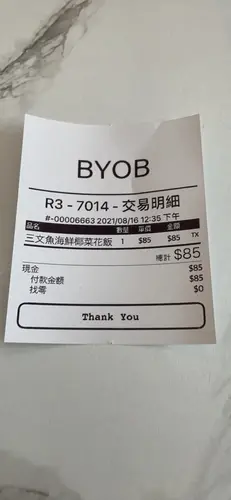 BYOB
R3 - 7014 - 交易明細
#-00006663 2021/08/16 12:35 下午
品名 數量 單價 金額
三文魚海鮮椰菜花飯 1 $85 $85 TX
總計 $85
現金 $85
付款金額 $85
找零 $0
Thank You